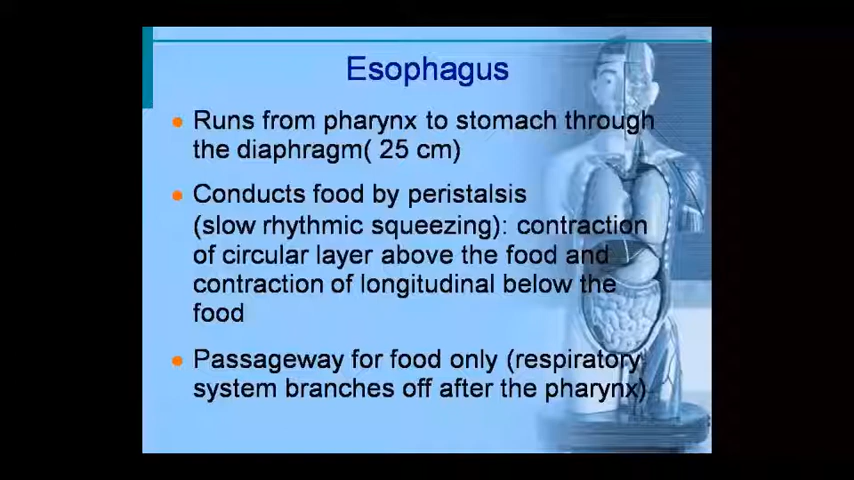 Esophagus
Runs from pharynx to stomach through
the diaphragm( 25 cm)
Conducts food by peristalsis
(slow rhythmic squeezing): contraction
of circular layer above the food and
contraction of longitudinal below the
food
Passageway for food only (respiratory
system branches off after the pharynx)